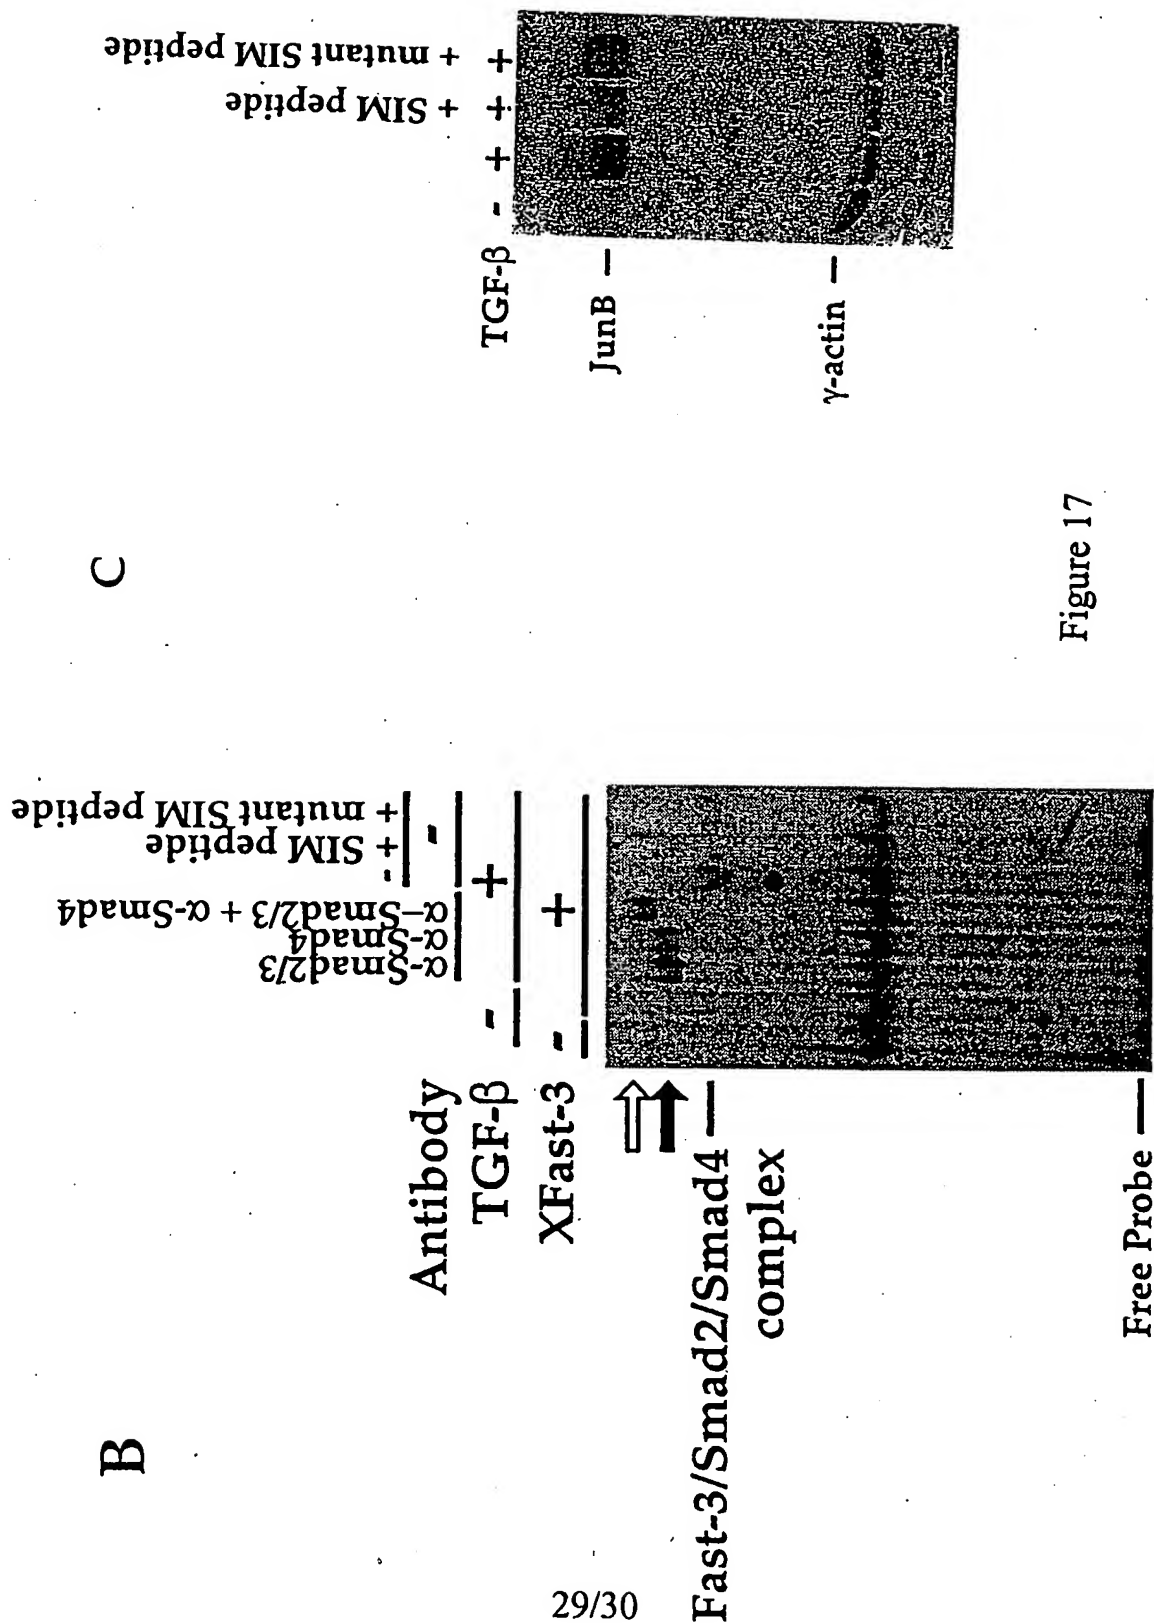 B
Antibody
α-Smad2/3
α-Smad4
α-Smad2/3 + α-Smad4
-
+ SIM peptide
+ mutant SIM peptide
-
TGF-β
-
+
XFast-3
-
+
Fast-3/Smad2/Smad4
complex
Free Probe
C
+ SIM peptide
+ mutant SIM peptide
TGF-β
- + + +
JunB
γ-actin
Figure 17
29/30